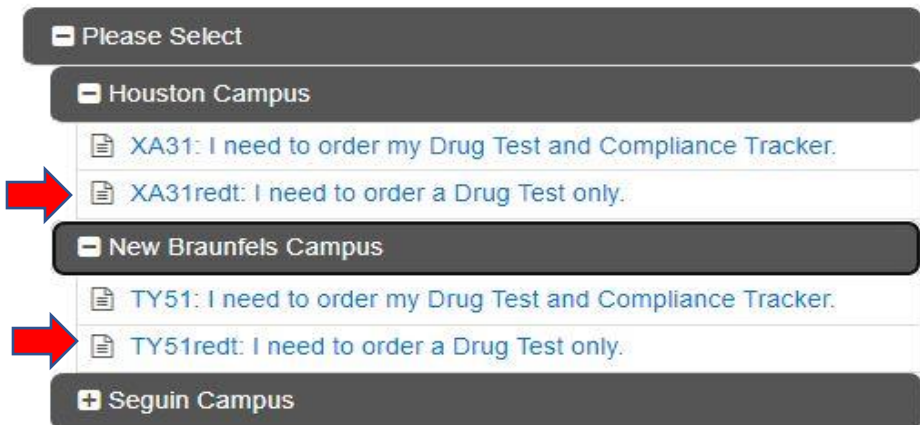 Please Select
Houston Campus
XA31: I need to order my Drug Test and Compliance Tracker.
XA31redt: I need to order a Drug Test only.
New Braunfels Campus
TY51: I need to order my Drug Test and Compliance Tracker.
TY51redt: I need to order a Drug Test only.
Seguin Campus